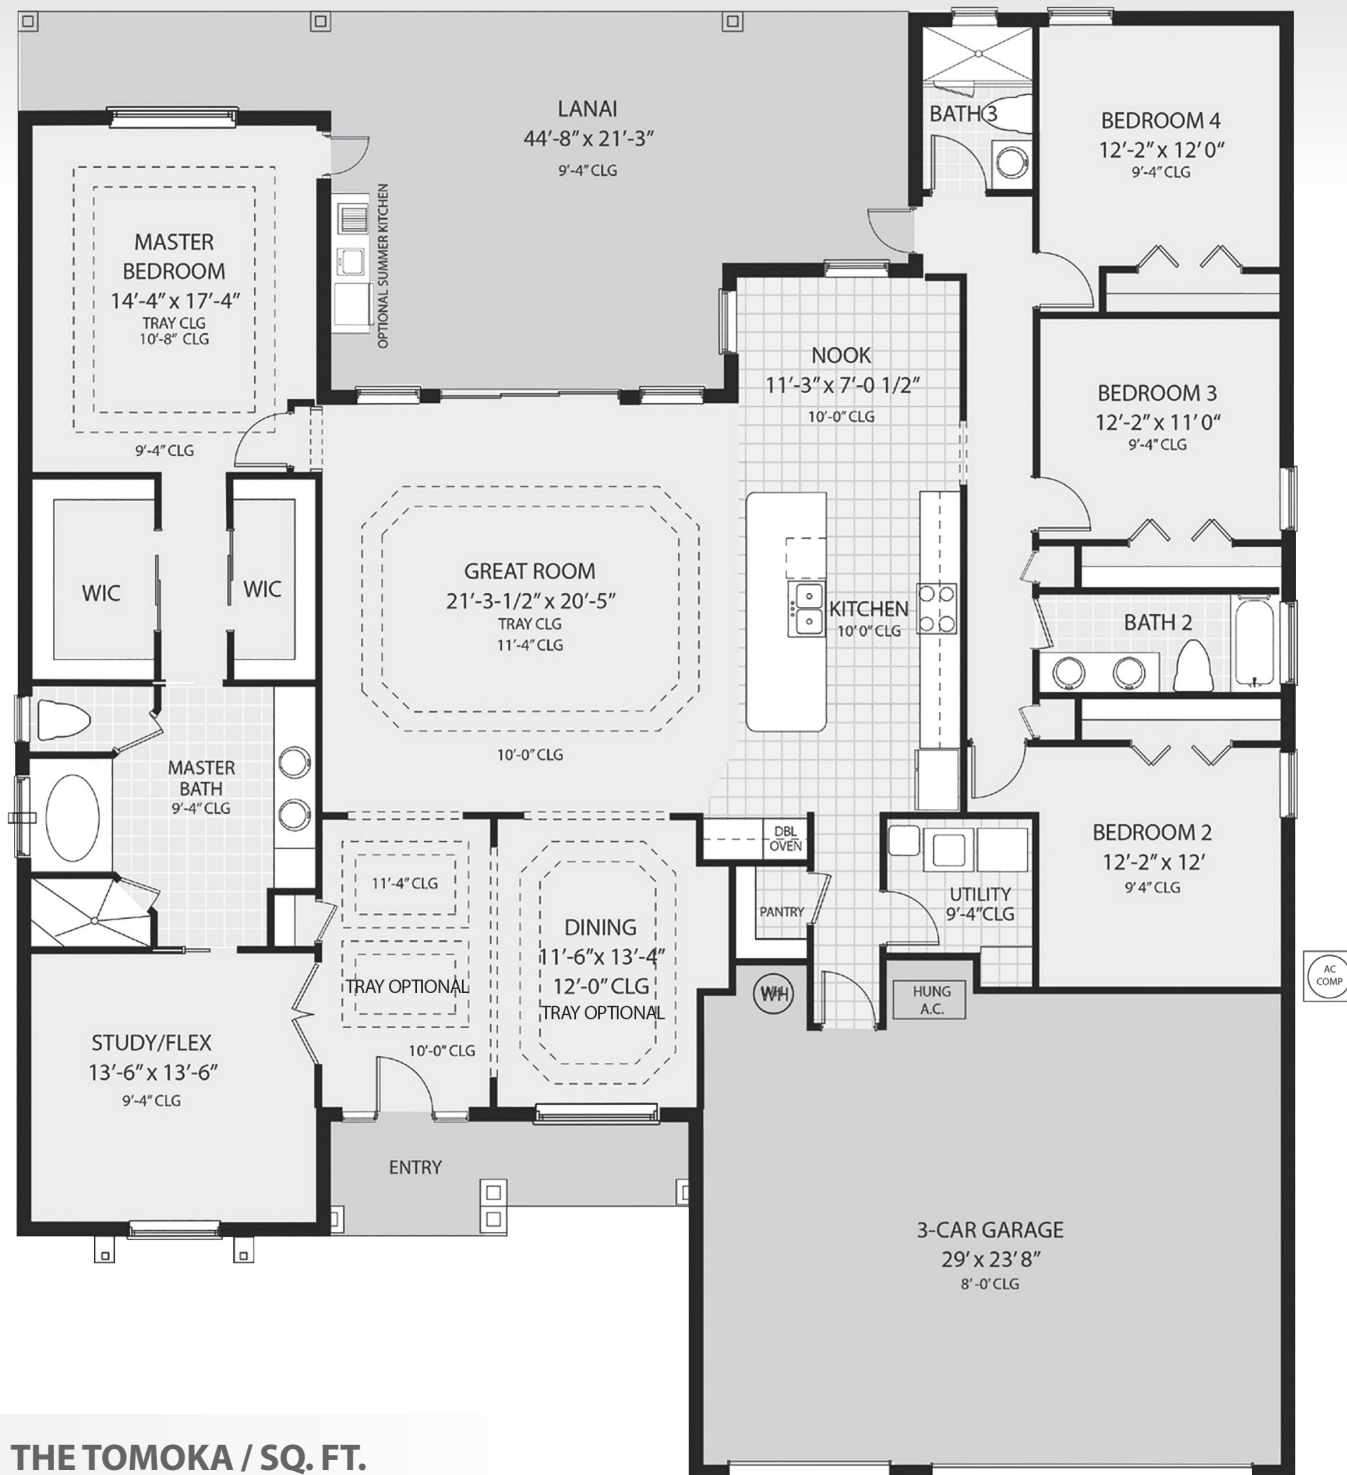 LANAI
44'-8" x 21'-3"
9'-4" CLG
BATH 3
BEDROOM 4
12'-2" x 12' 0"
9'-4" CLG
OPTIONAL SUMMER KITCHEN
MASTER
BEDROOM
14'-4" x 17'-4"
TRAY CLG
10'-8" CLG
9'-4" CLG
NOOK
11'-3" x 7'-0 1/2"
10'-0" CLG
BEDROOM 3
12'-2" x 11' 0"
9'-4" CLG
WIC
WIC
GREAT ROOM
21'-3-1/2" x 20'-5"
TRAY CLG
11'-4" CLG
10'-0" CLG
KITCHEN
10' 0" CLG
BATH 2
MASTER
BATH
9'-4" CLG
DBL
OVEN
BEDROOM 2
12'-2" x 12'
9' 4" CLG
11'-4" CLG
TRAY OPTIONAL
10'-0" CLG
DINING
11'-6" x 13'-4"
12'-0" CLG
TRAY OPTIONAL
PANTRY
UTILITY
9'-4" CLG
WH
HUNG
A.C.
AC
COMP
STUDY/FLEX
13'-6" x 13'-6"
9'-4" CLG
ENTRY
3-CAR GARAGE
29' x 23' 8"
8'-0' CLG
THE TOMOKA / SQ. FT.